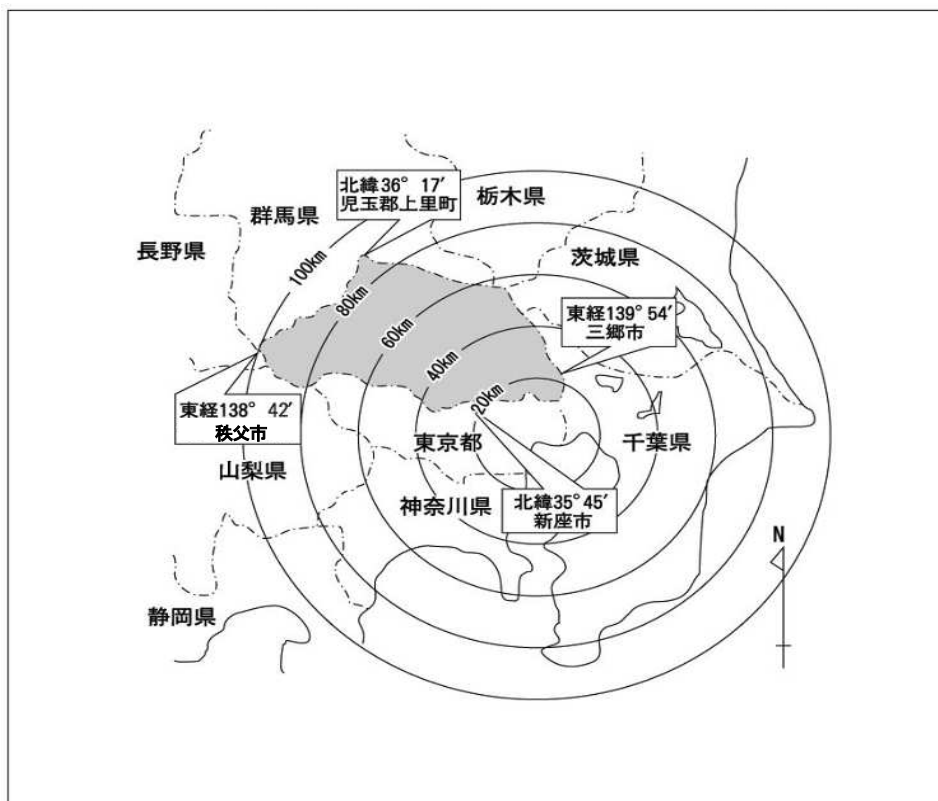 北緯36° 17′
児玉郡上里町
栃木県
群馬県
長野県
茨城県
100km
80km
60km
40km
20km
東経139° 54′
三郷市
東経138° 42′
秩父市
東京都
千葉県
山梨県
神奈川県
北緯35° 45′
新座市
N
静岡県